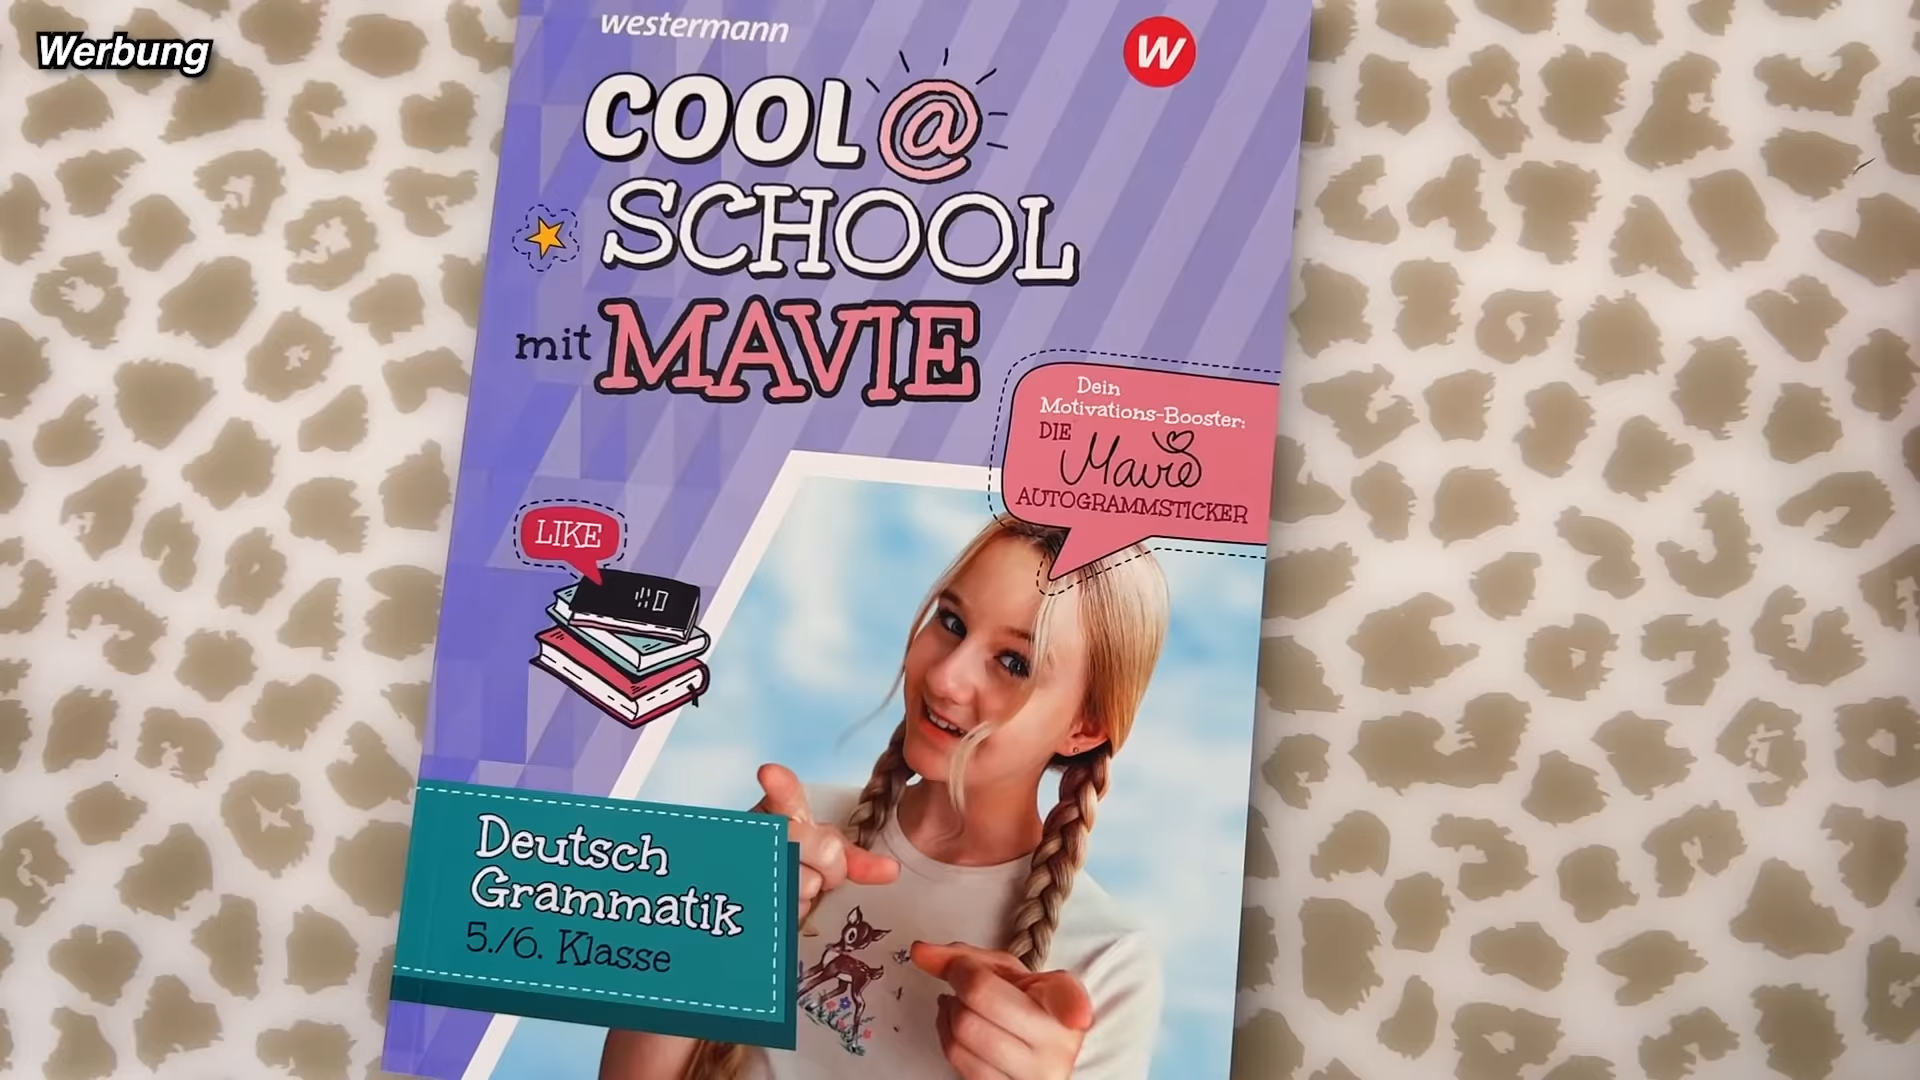 Werbung
westermann
W
COOL@
SCHOOL
mit MAVIE
Dein
Motivations-Booster:
DIE Mavie
AUTOGRAMMSTICKER
LIKE
Deutsch
Grammatik
5./6. Klasse